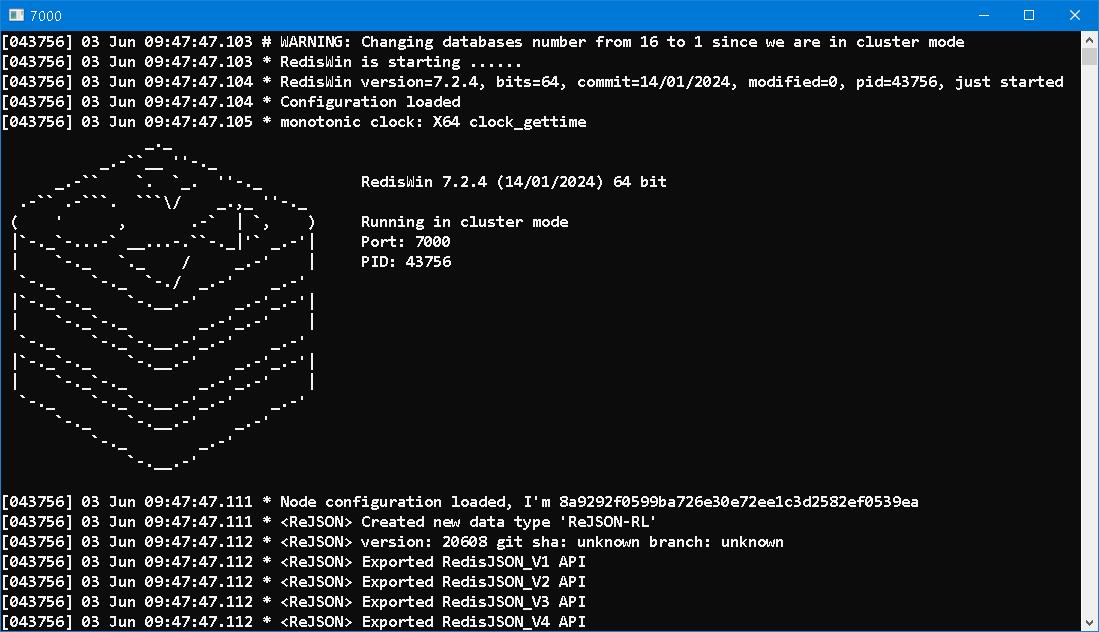 7000
[043756] 03 Jun 09:47:47.103 # WARNING: Changing databases number from 16 to 1 since we are in cluster mode
[043756] 03 Jun 09:47:47.103 * RedisWin is starting ......
[043756] 03 Jun 09:47:47.104 * RedisWin version=7.2.4, bits=64, commit=14/01/2024, modified=0, pid=43756, just started
[043756] 03 Jun 09:47:47.104 * Configuration loaded
[043756] 03 Jun 09:47:47.105 * monotonic clock: X64 clock_gettime
RedisWin 7.2.4 (14/01/2024) 64 bit
Running in cluster mode
Port: 7000
PID: 43756
[043756] 03 Jun 09:47:47.111 * Node configuration loaded, I'm 8a9292f0599ba726e30e72ee1c3d2582ef0539ea
[043756] 03 Jun 09:47:47.111 * <ReJSON> Created new data type 'ReJSON-RL'
[043756] 03 Jun 09:47:47.112 * <ReJSON> version: 20608 git sha: unknown branch: unknown
[043756] 03 Jun 09:47:47.112 * <ReJSON> Exported RedisJSON_V1 API
[043756] 03 Jun 09:47:47.112 * <ReJSON> Exported RedisJSON_V2 API
[043756] 03 Jun 09:47:47.112 * <ReJSON> Exported RedisJSON_V3 API
[043756] 03 Jun 09:47:47.112 * <ReJSON> Exported RedisJSON_V4 API